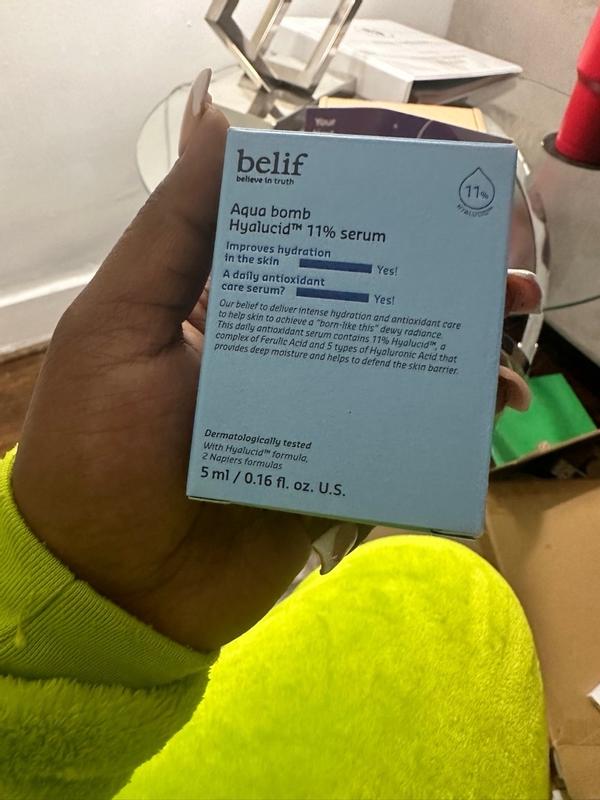 Your
belif
believe in truth
11%
HYALUCID™
Aqua bomb
Hyalucid™ 11% serum
Improves hydration
in the skin Yes!
A daily antioxidant
care serum? Yes!
Our belief to deliver intense hydration and antioxidant care
to help skin to achieve a "born-like this" dewy radiance.
This daily antioxidant serum contains 11% Hyalucid™, a
complex of Ferulic Acid and 5 types of Hyaluronic Acid that
provides deep moisture and helps to defend the skin barrier.
Dermatologically tested
With Hyalucid™ formula,
2 Napiers formulas
5 ml / 0.16 fl. oz. U.S.